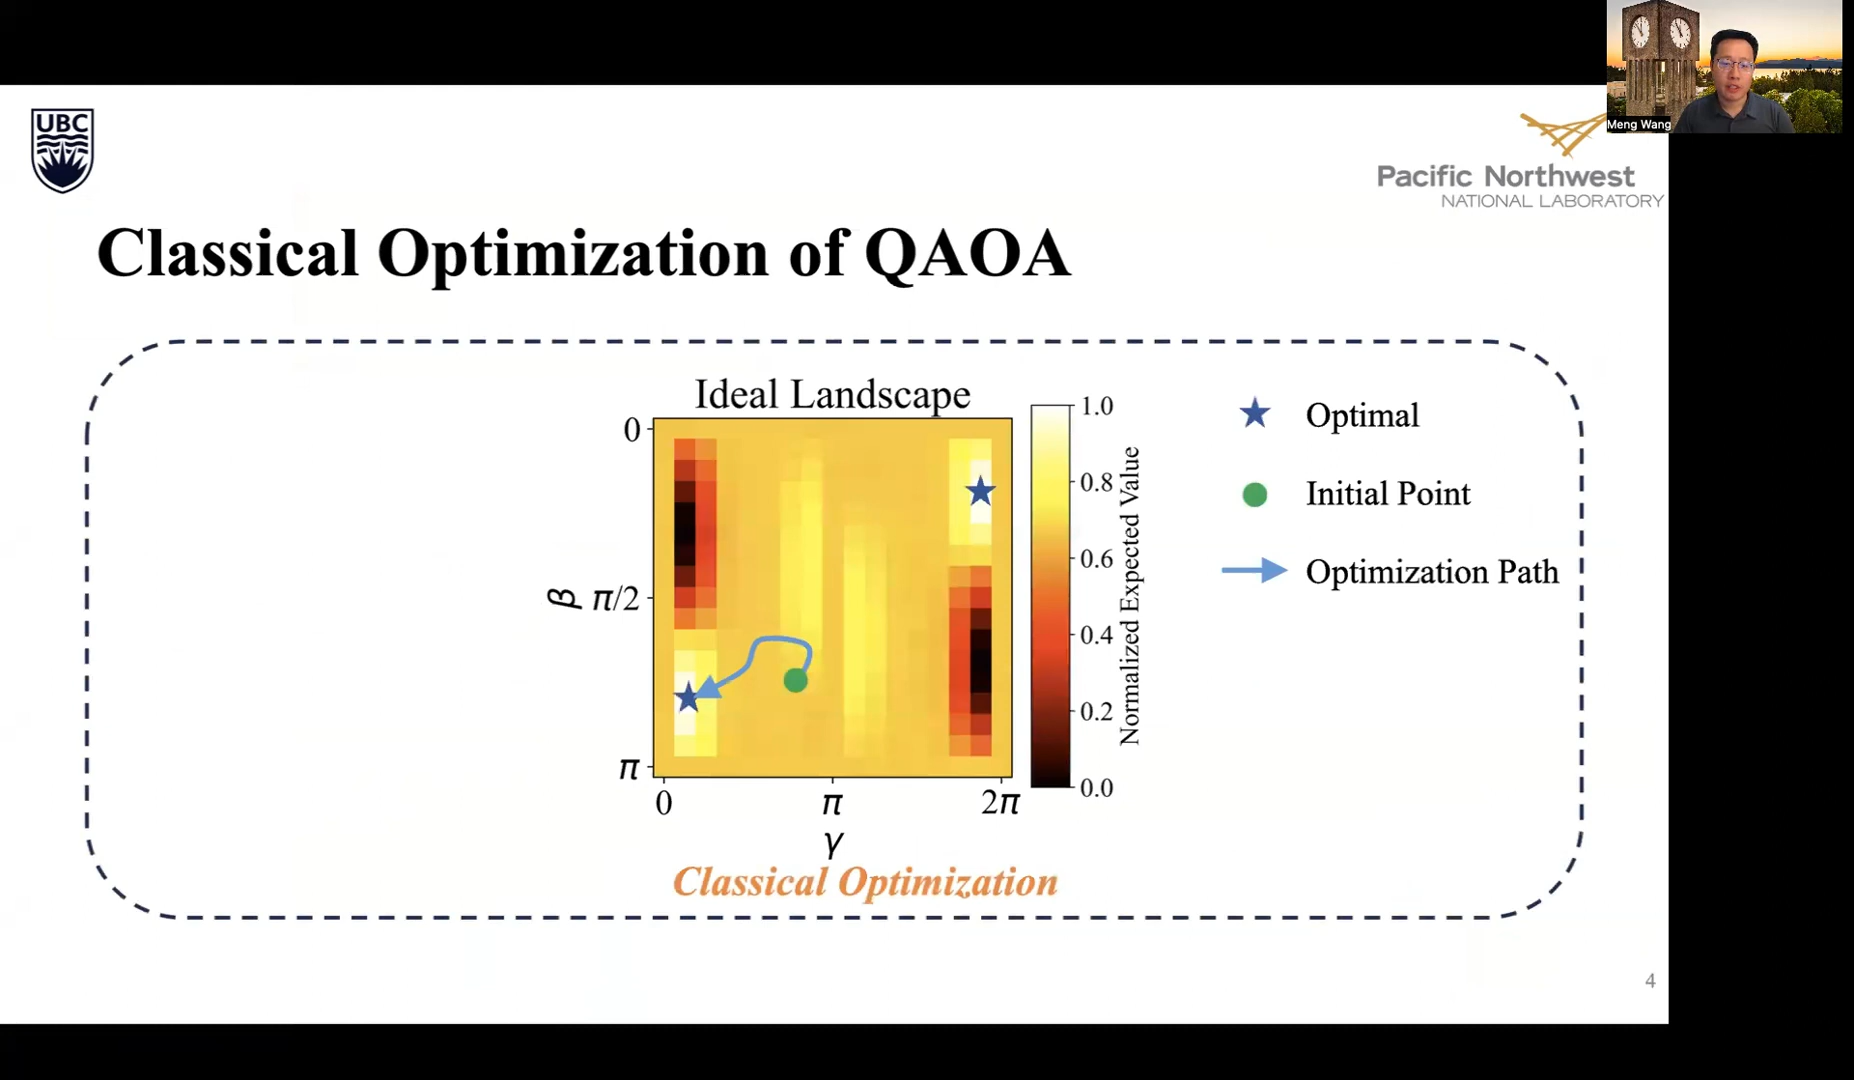 Meng Wang
UBC
Pacific Northwest
NATIONAL LABORATORY
Classical Optimization of QAOA
Ideal Landscape
0
β π/2
π
0 π 2π
γ
1.0
0.8
0.6
0.4
0.2
0.0
Normalized Expected Value
Optimal
Initial Point
Optimization Path
Classical Optimization
4